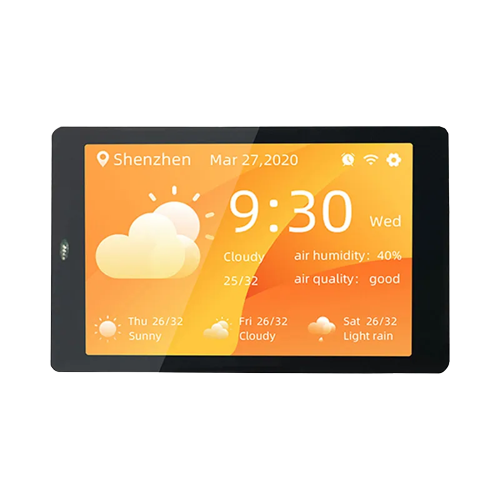 Shenzhen Mar 27,2020
9:30 Wed
Cloudy air humidity: 40%
25/32 air quality: good
Thu 26/32 Fri 26/32 Sat 26/32
Sunny Cloudy Light rain